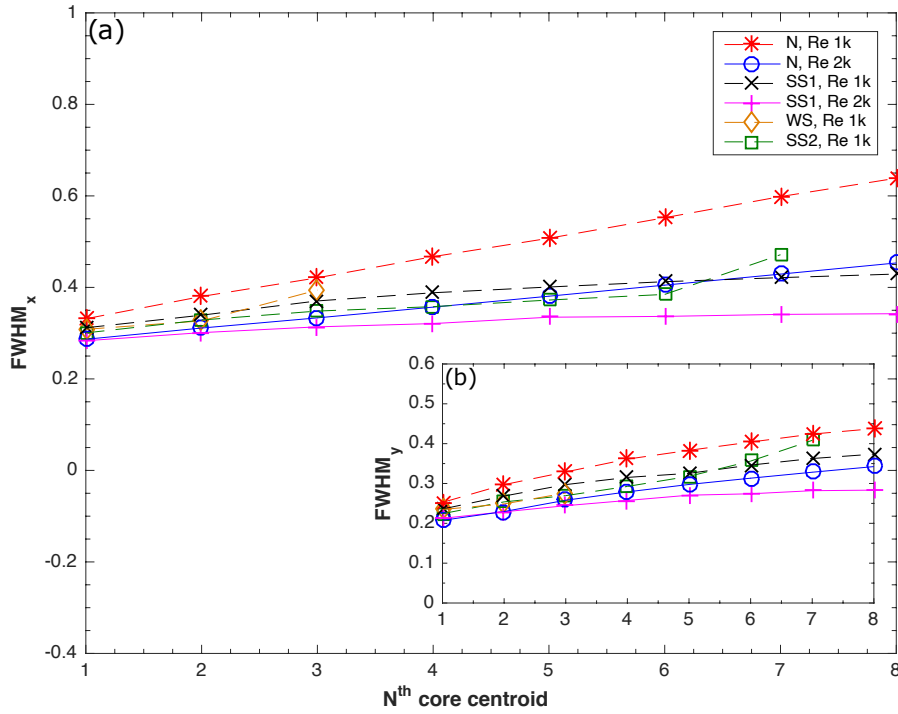 (a)
1
0.8
0.6
0.4
0.2
0
-0.2
-0.4
FWHM_x
1 2 3 4 5 6 7 8
N^th core centroid
N, Re 1k
N, Re 2k
SS1, Re 1k
SS1, Re 2k
WS, Re 1k
SS2, Re 1k
(b)
0.6
0.5
0.4
0.3
0.2
0.1
0
FWHM_y
1 2 3 4 5 6 7 8